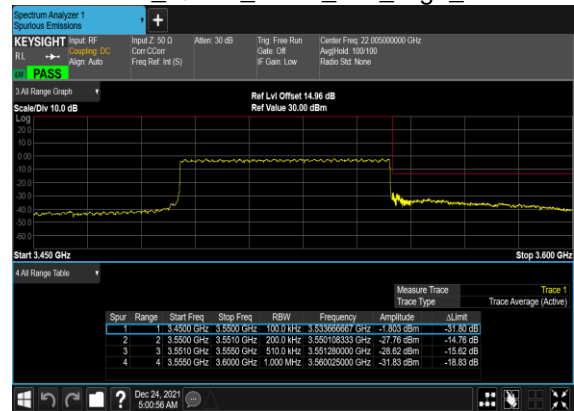 Spectrum Analyzer 1
Spurious Emissions
+
KEYSIGHT Input: RF Input Z: 50 Ω Atten: 30 dB Trig: Free Run Center Freq: 22.005000000 GHz
RL Coupling: DC Corr CCorr Gate: Off Avg|Hold: 100/100
Align: Auto Freq Ref: Int (S) IF Gain: Low Radio Std: None
PASS
3 All Range Graph
Ref Lvl Offset 14.96 dB
Scale/Div 10.0 dB Ref Value 30.00 dBm
Log
20.0
10.0
0.00
-10.0
-20.0
-30.0
-40.0
-50.0
-60.0
Start 3.450 GHz Stop 3.600 GHz
4 All Range Table
Measure Trace Trace 1
Trace Type Trace Average (Active)
Spur Range Start Freq Stop Freq RBW Frequency Amplitude ΔLimit
1 1 3.4500 GHz 3.5500 GHz 100.0 kHz 3.533666667 GHz -1.803 dBm -31.80 dB
2 2 3.5500 GHz 3.5510 GHz 200.0 kHz 3.550108333 GHz -27.76 dBm -14.76 dB
3 3 3.5510 GHz 3.5550 GHz 510.0 kHz 3.551280000 GHz -28.62 dBm -15.62 dB
4 4 3.5550 GHz 3.6000 GHz 1.000 MHz 3.560025000 GHz -31.83 dBm -18.83 dB
? Dec 24, 2021
5:00:56 AM